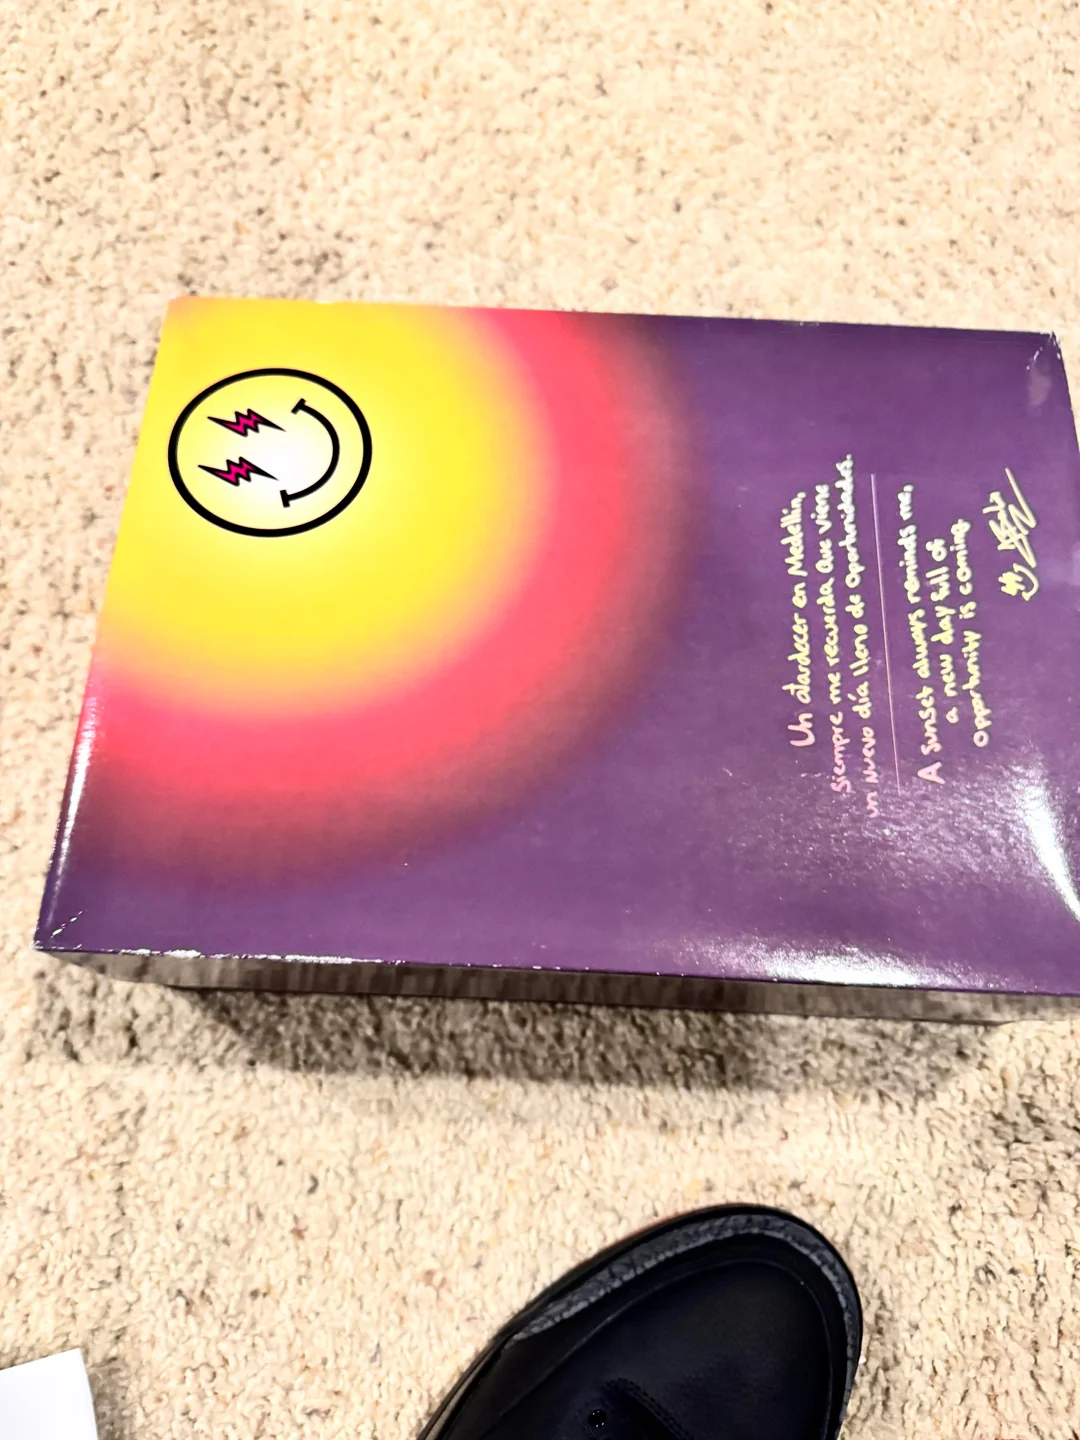 Un atardecer en Medellín,
siempre me recuerda que viene
un nuevo día lleno de oportunidades.
A sunset always reminds me,
a new day full of
opportunity is coming